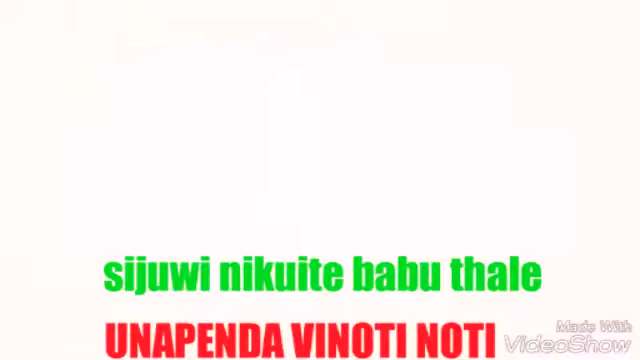 sijuwi nikuite babu thale
UNAPENDA VINOTI NOTI
Made With
VideoShow